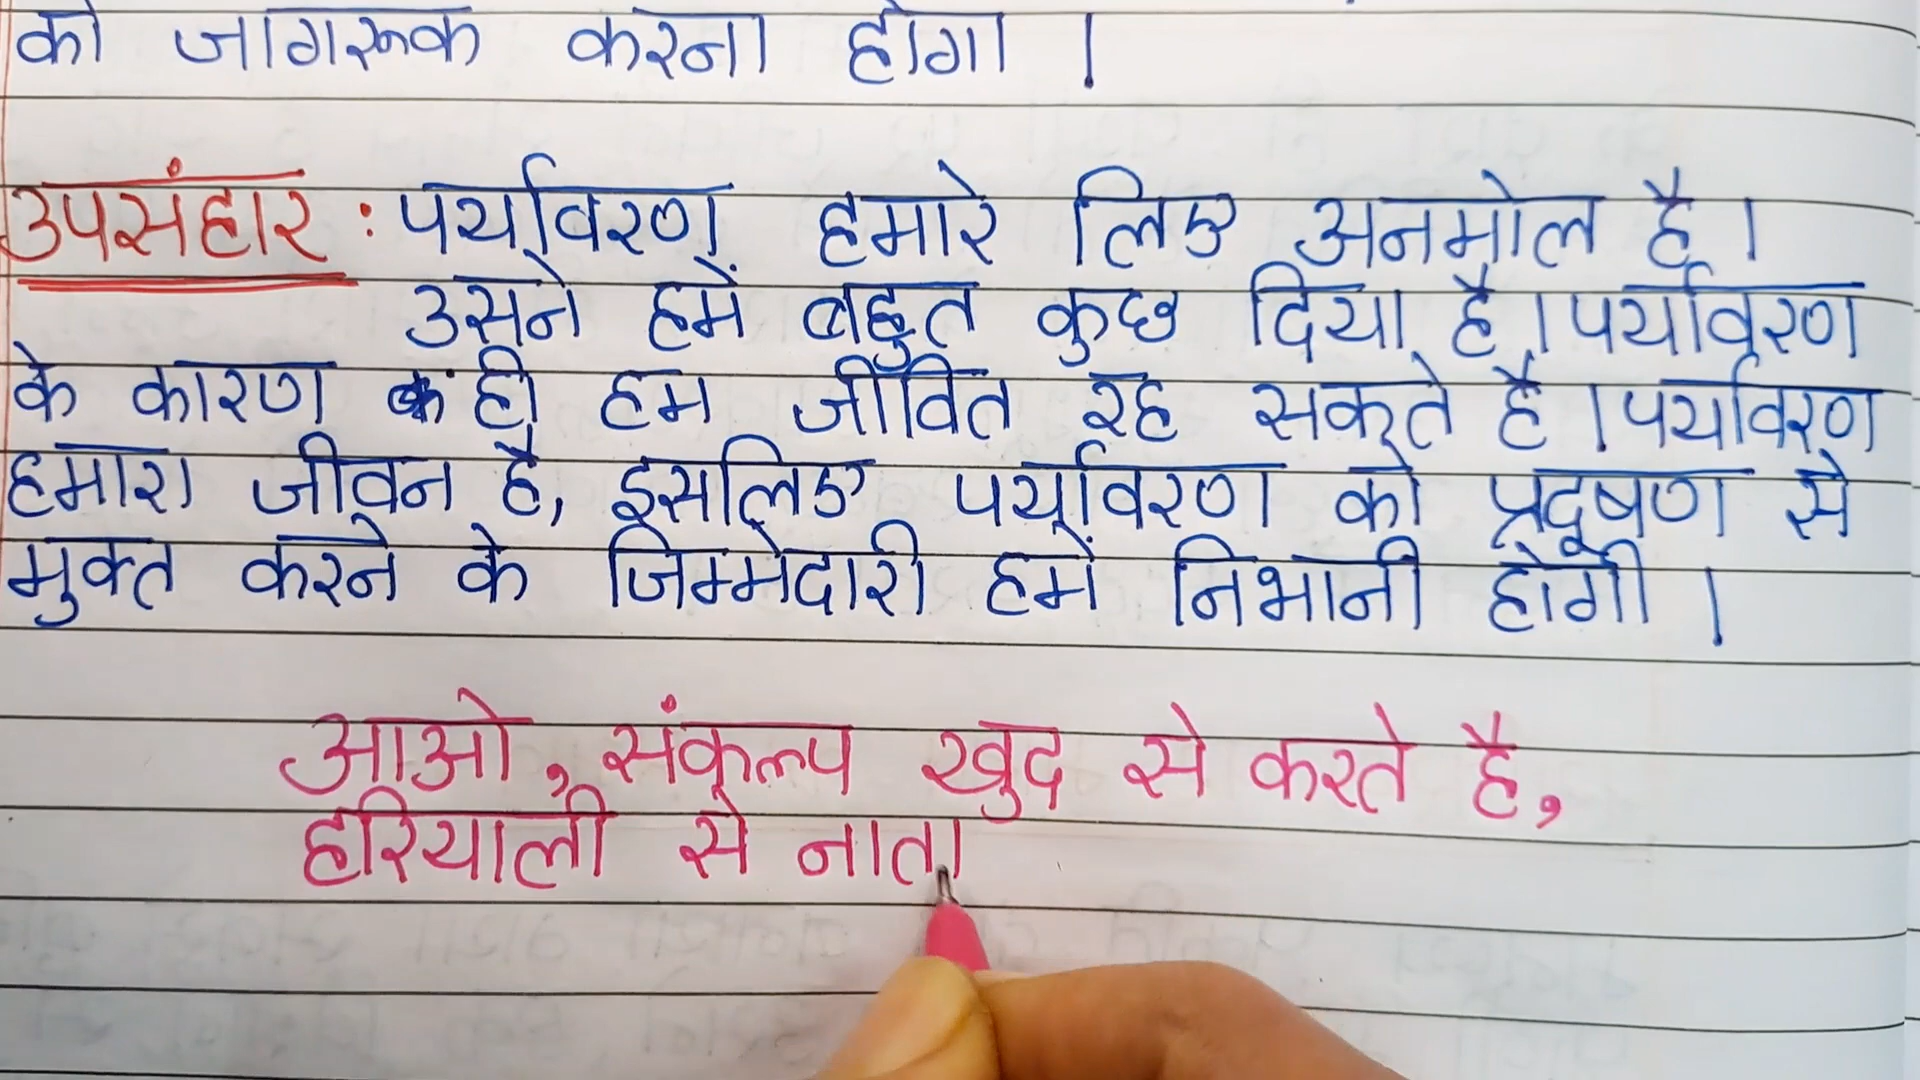 को जागरूक करना होगा ।
उपसंहार : पर्यावरण हमारे लिए अनमोल है ।
उसने हमें बहुत कुछ दिया है । पर्यावरण
के कारण ही हम जीवित रह सकते है । पर्यावरण
हमारा जीवन है, इसलिए पर्यावरण को प्रदूषण से
मुक्त करने के जिम्मेदारी हमें निभानी होगी ।
आओ, संकल्प खुद से करते है,
हरियाली से नाता